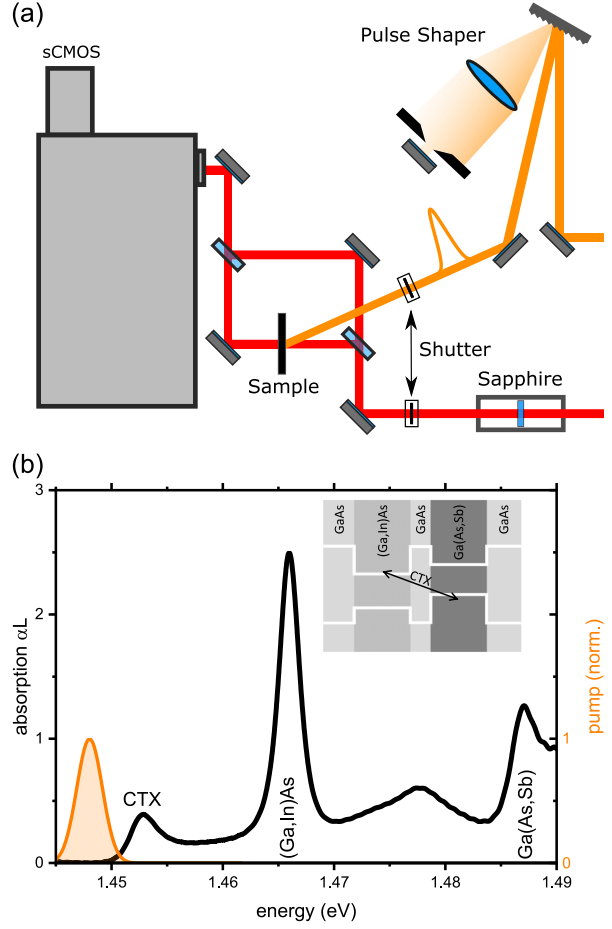 (a)
sCMOS
Pulse Shaper
Shutter
Sample
Sapphire
(b)
3
2
1
0
absorption αL
GaAs
(Ga,In)As
GaAs
Ga(As,Sb)
GaAs
CTX
CTX
(Ga,In)As
Ga(As,Sb)
1
0
pump (norm.)
1.45
1.46
1.47
1.48
1.49
energy (eV)